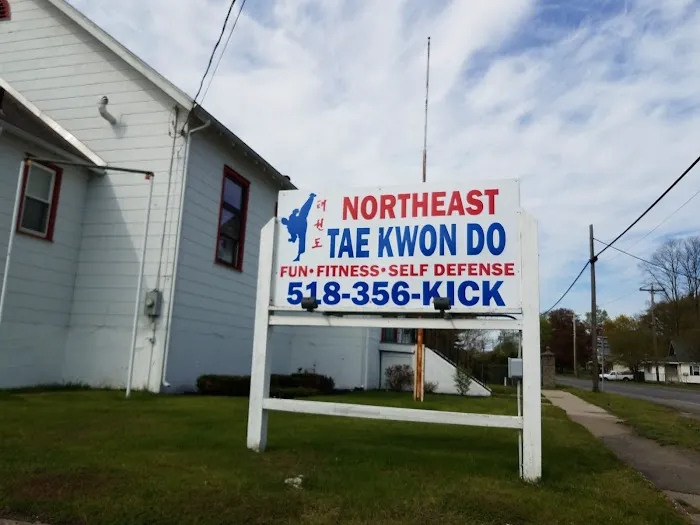 태권도
NORTHEAST
TAE KWON DO
FUN•FITNESS•SELF DEFENSE
518-356-KICK